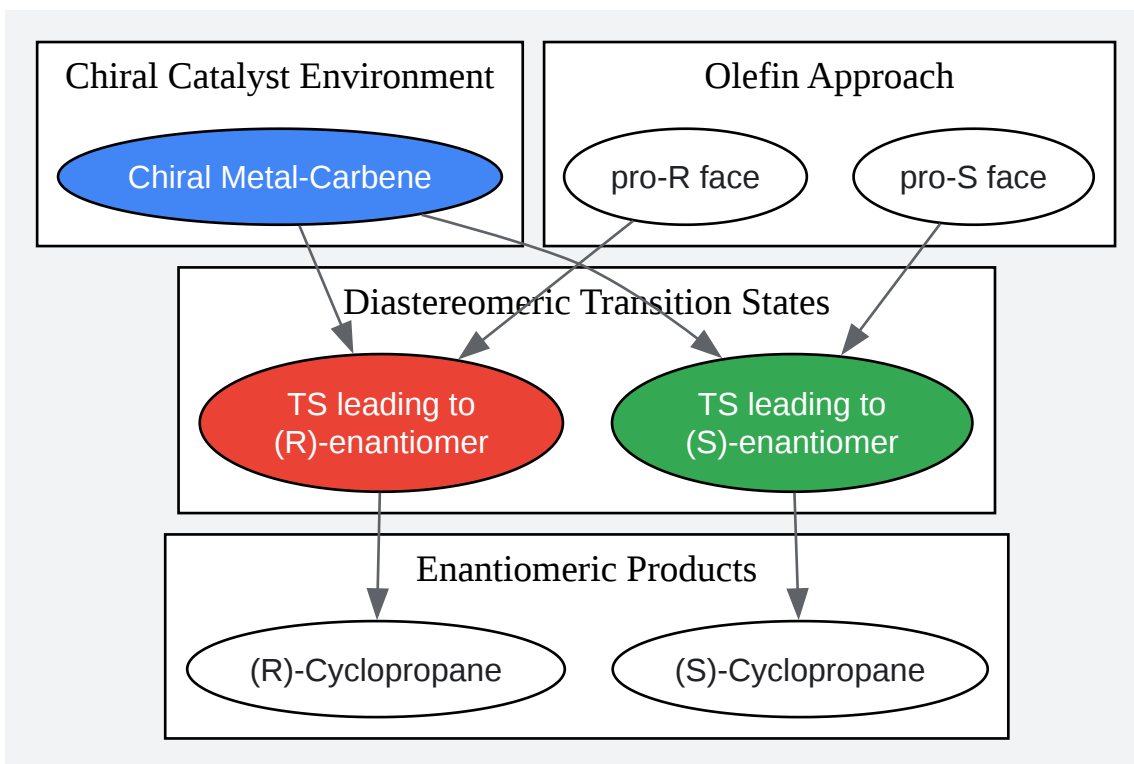 Chiral Catalyst Environment
Olefin Approach
Chiral Metal-Carbene
pro-R face
pro-S face
Diastereomeric Transition States
TS leading to
(R)-enantiomer
TS leading to
(S)-enantiomer
Enantiomeric Products
(R)-Cyclopropane
(S)-Cyclopropane